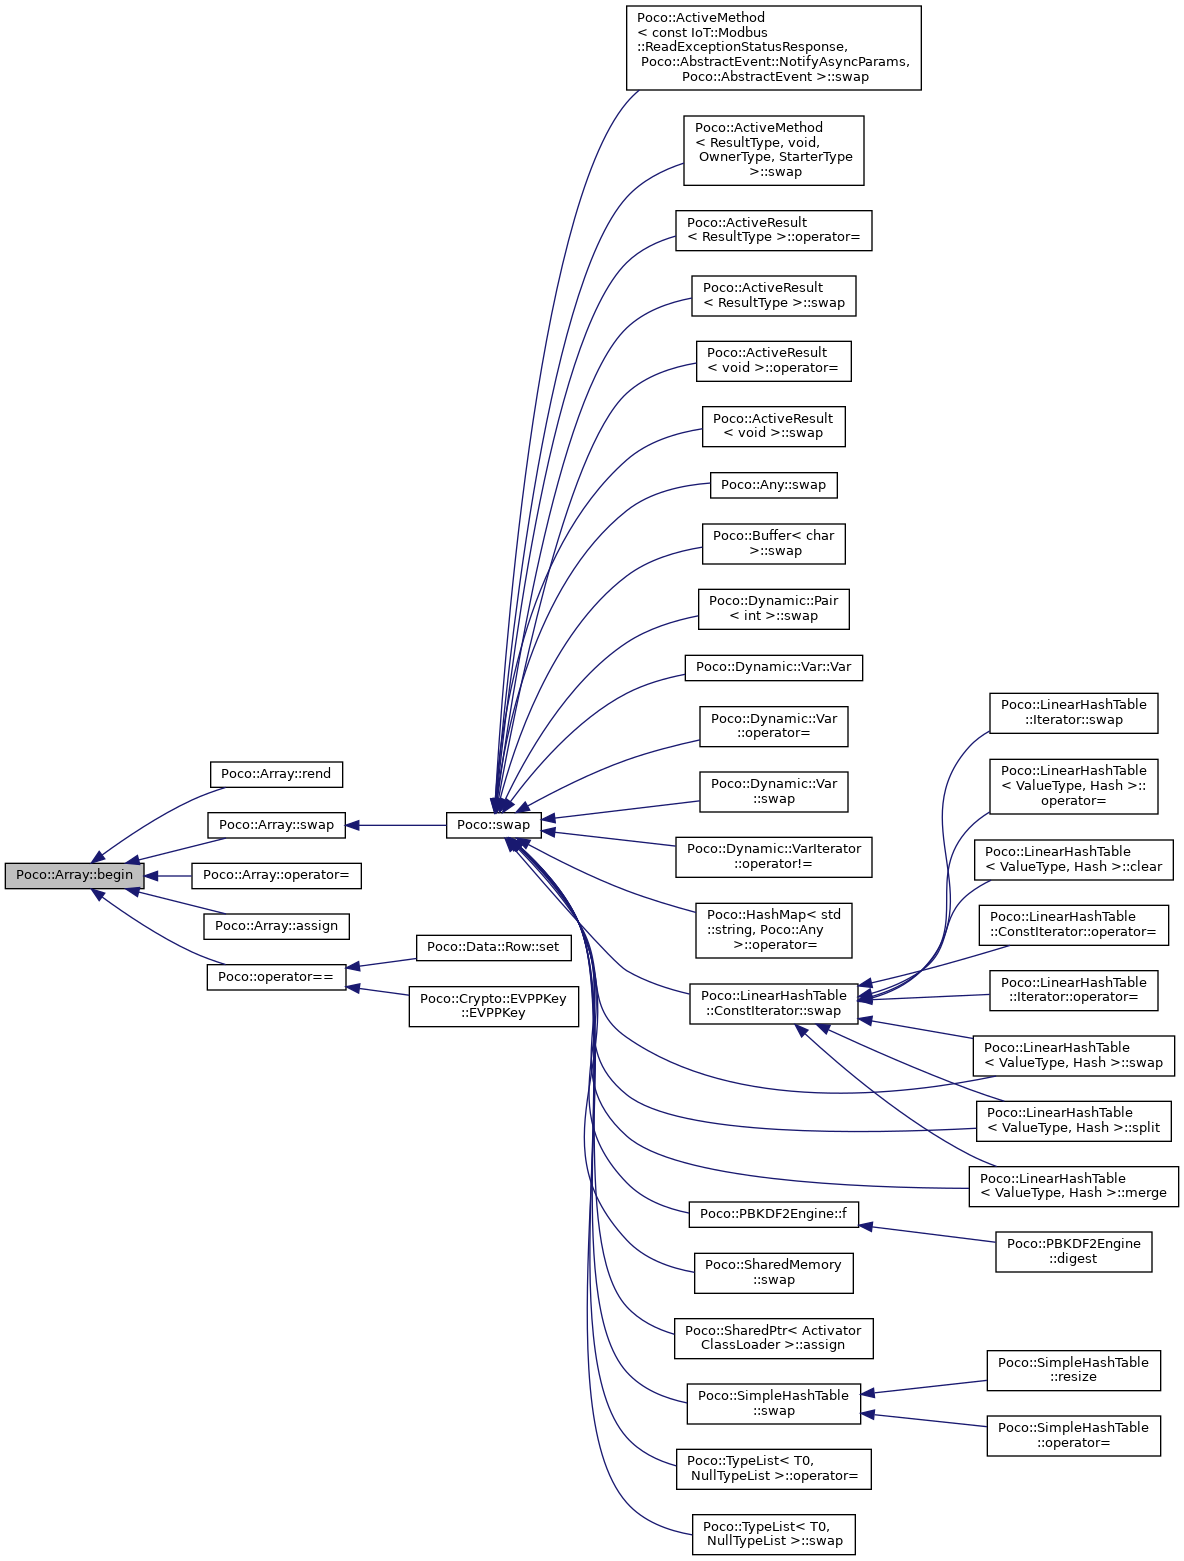 Poco::Array::begin
Poco::Array::rend
Poco::Array::swap
Poco::Array::operator=
Poco::Array::assign
Poco::operator==
Poco::swap
Poco::Data::Row::set
Poco::Crypto::EVPPKey
::EVPPKey
Poco::ActiveMethod
< const IoT::Modbus
::ReadExceptionStatusResponse,
Poco::AbstractEvent::NotifyAsyncParams,
Poco::AbstractEvent >::swap
Poco::ActiveMethod
< ResultType, void,
OwnerType, StarterType
>::swap
Poco::ActiveResult
< ResultType >::operator=
Poco::ActiveResult
< ResultType >::swap
Poco::ActiveResult
< void >::operator=
Poco::ActiveResult
< void >::swap
Poco::Any::swap
Poco::Buffer< char
>::swap
Poco::Dynamic::Pair
< int >::swap
Poco::Dynamic::Var::Var
Poco::Dynamic::Var
::operator=
Poco::Dynamic::Var
::swap
Poco::Dynamic::VarIterator
::operator!=
Poco::HashMap< std
::string, Poco::Any
>::operator=
Poco::LinearHashTable
::ConstIterator::swap
Poco::PBKDF2Engine::f
Poco::SharedMemory
::swap
Poco::SharedPtr< Activator
ClassLoader >::assign
Poco::SimpleHashTable
::swap
Poco::TypeList< T0,
NullTypeList >::operator=
Poco::TypeList< T0,
NullTypeList >::swap
Poco::LinearHashTable
::Iterator::swap
Poco::LinearHashTable
< ValueType, Hash >::
operator=
Poco::LinearHashTable
< ValueType, Hash >::clear
Poco::LinearHashTable
::ConstIterator::operator=
Poco::LinearHashTable
::Iterator::operator=
Poco::LinearHashTable
< ValueType, Hash >::swap
Poco::LinearHashTable
< ValueType, Hash >::split
Poco::LinearHashTable
< ValueType, Hash >::merge
Poco::PBKDF2Engine
::digest
Poco::SimpleHashTable
::resize
Poco::SimpleHashTable
::operator=